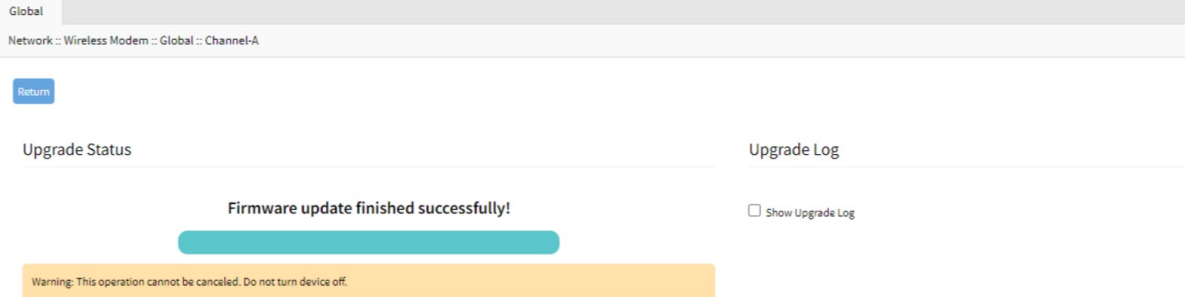 Global
Network :: Wireless Modem :: Global :: Channel-A
Return
Upgrade Status
Firmware update finished successfully!
Warning: This operation cannot be canceled. Do not turn device off.
Upgrade Log
Show Upgrade Log